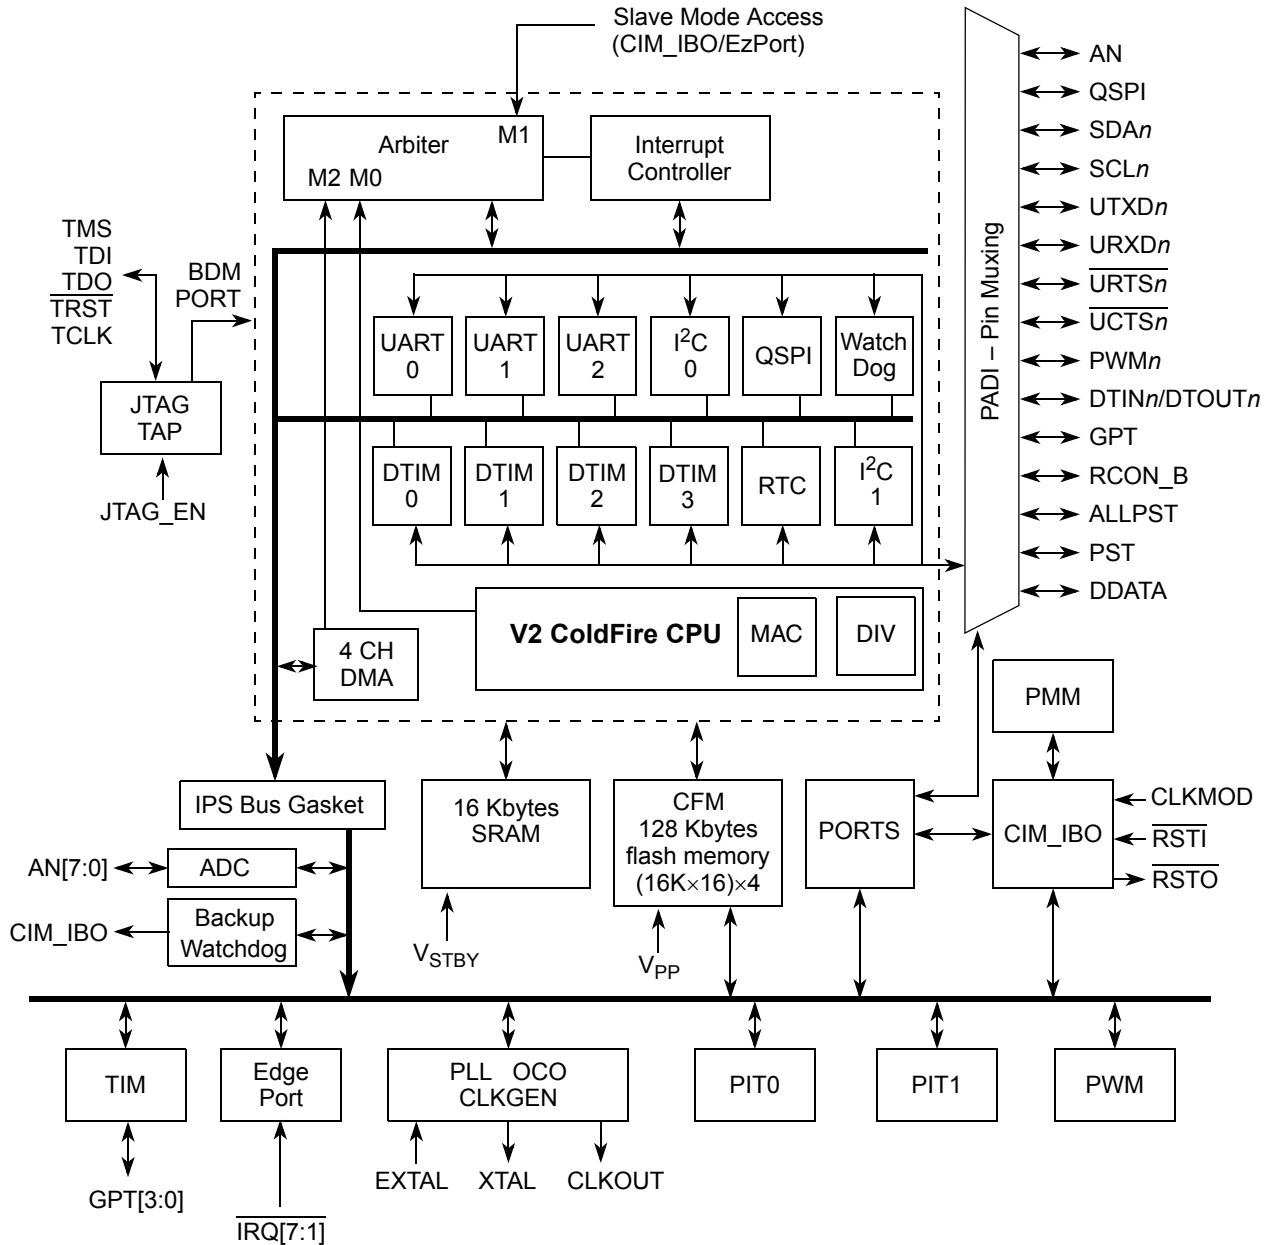 Slave Mode Access
(CIM_IBO/EzPort)
Arbiter
M1
M2 M0
Interrupt
Controller
TMS
TDI
TDO
TRST
TCLK
BDM
PORT
JTAG
TAP
JTAG_EN
UART
0
UART
1
UART
2
I²C
0
QSPI
Watch
Dog
DTIM
0
DTIM
1
DTIM
2
DTIM
3
RTC
I²C
1
V2 ColdFire CPU
MAC
DIV
4 CH
DMA
PADI – Pin Muxing
AN
QSPI
SDAn
SCLn
UTXDn
URXDn
URTSn
UCTSn
PWMn
DTINn/DTOUTn
GPT
RCON_B
ALLPST
PST
DDATA
PMM
IPS Bus Gasket
16 Kbytes
SRAM
CFM
128 Kbytes
flash memory
(16K×16)×4
PORTS
CIM_IBO
CLKMOD
RSTI
RSTO
AN[7:0]
ADC
CIM_IBO
Backup
Watchdog
VSTBY
VPP
TIM
Edge
Port
PLL OCO
CLKGEN
PIT0
PIT1
PWM
GPT[3:0]
IRQ[7:1]
EXTAL
XTAL
CLKOUT